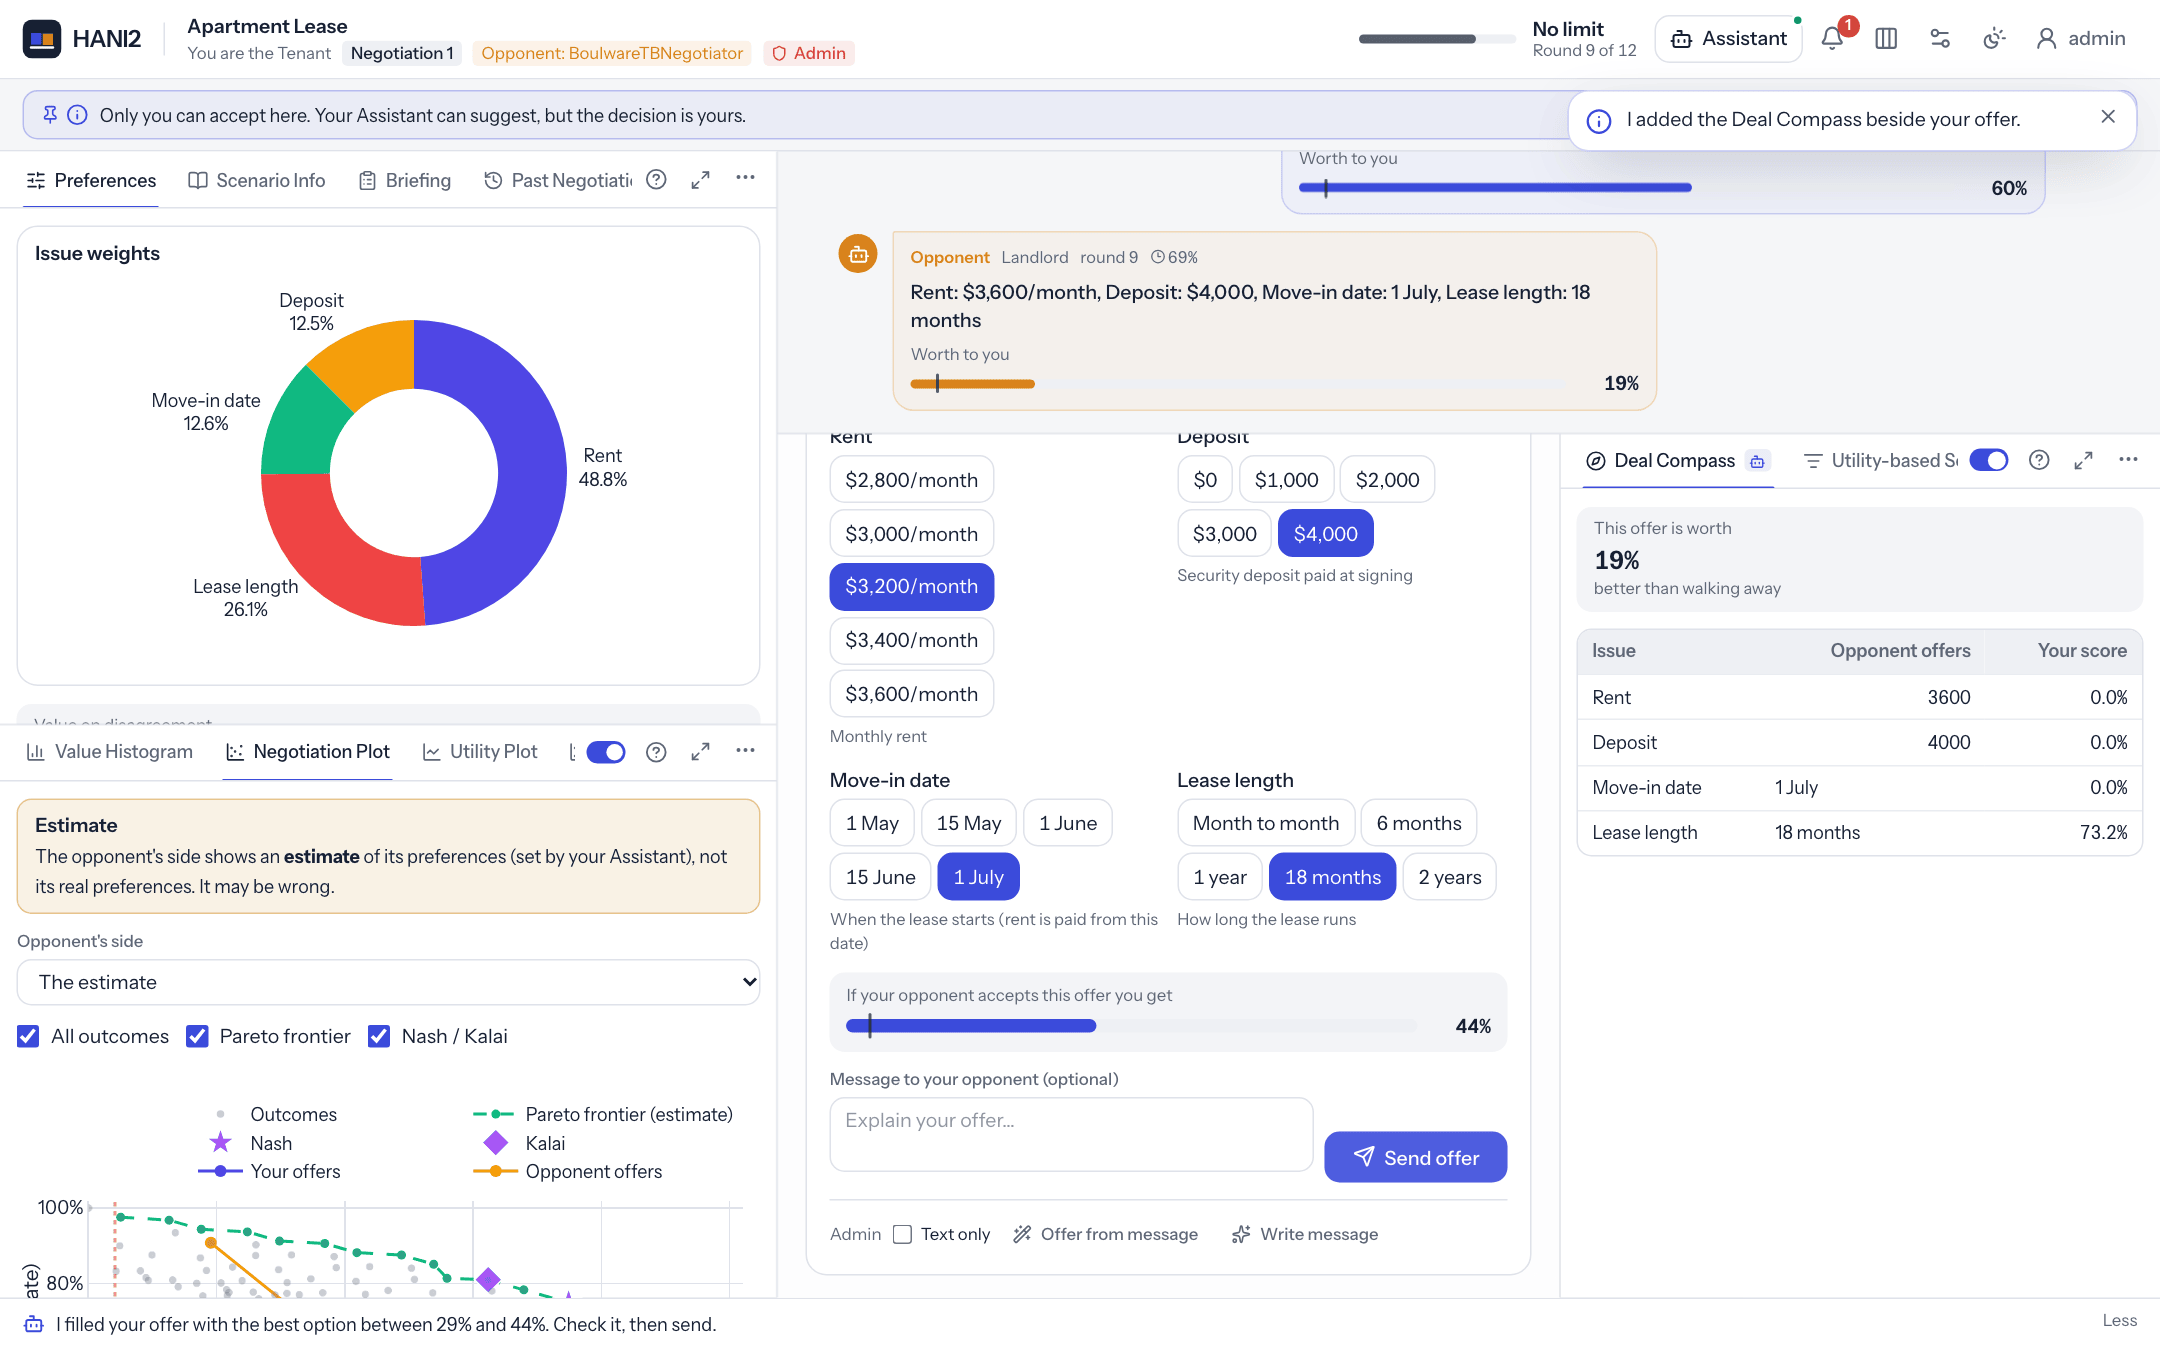 HANI2
Apartment Lease
You are the Tenant
Negotiation 1
Opponent: BoulwareTBNegotiator
Admin
No limit
Round 9 of 12
Assistant
1
admin
Only you can accept here. Your Assistant can suggest, but the decision is yours.
I added the Deal Compass beside your offer.
Preferences
Scenario Info
Briefing
Past Negotiati
Issue weights
Deposit
12.5%
Move-in date
12.6%
Rent
48.8%
Lease length
26.1%
Value on disagreement
Value Histogram
Negotiation Plot
Utility Plot
Estimate
The opponent's side shows an estimate of its preferences (set by your Assistant), not
its real preferences. It may be wrong.
Opponent's side
The estimate
All outcomes
Pareto frontier
Nash / Kalai
Outcomes
Pareto frontier (estimate)
Nash
Kalai
Your offers
Opponent offers
100%
80%
ate)
Worth to you
60%
Opponent
Landlord
round 9
69%
Rent: $3,600/month, Deposit: $4,000, Move-in date: 1 July, Lease length: 18
months
Worth to you
19%
Rent
$2,800/month
$3,000/month
$3,200/month
$3,400/month
$3,600/month
Monthly rent
Deposit
$0
$1,000
$2,000
$3,000
$4,000
Security deposit paid at signing
Move-in date
1 May
15 May
1 June
15 June
1 July
When the lease starts (rent is paid from this
date)
Lease length
Month to month
6 months
1 year
18 months
2 years
How long the lease runs
If your opponent accepts this offer you get
44%
Message to your opponent (optional)
Explain your offer...
Send offer
Admin
Text only
Offer from message
Write message
Deal Compass
Utility-based S
This offer is worth
19%
better than walking away
Issue
Opponent offers
Your score
Rent
3600
0.0%
Deposit
4000
0.0%
Move-in date
1 July
0.0%
Lease length
18 months
73.2%
I filled your offer with the best option between 29% and 44%. Check it, then send.
Less